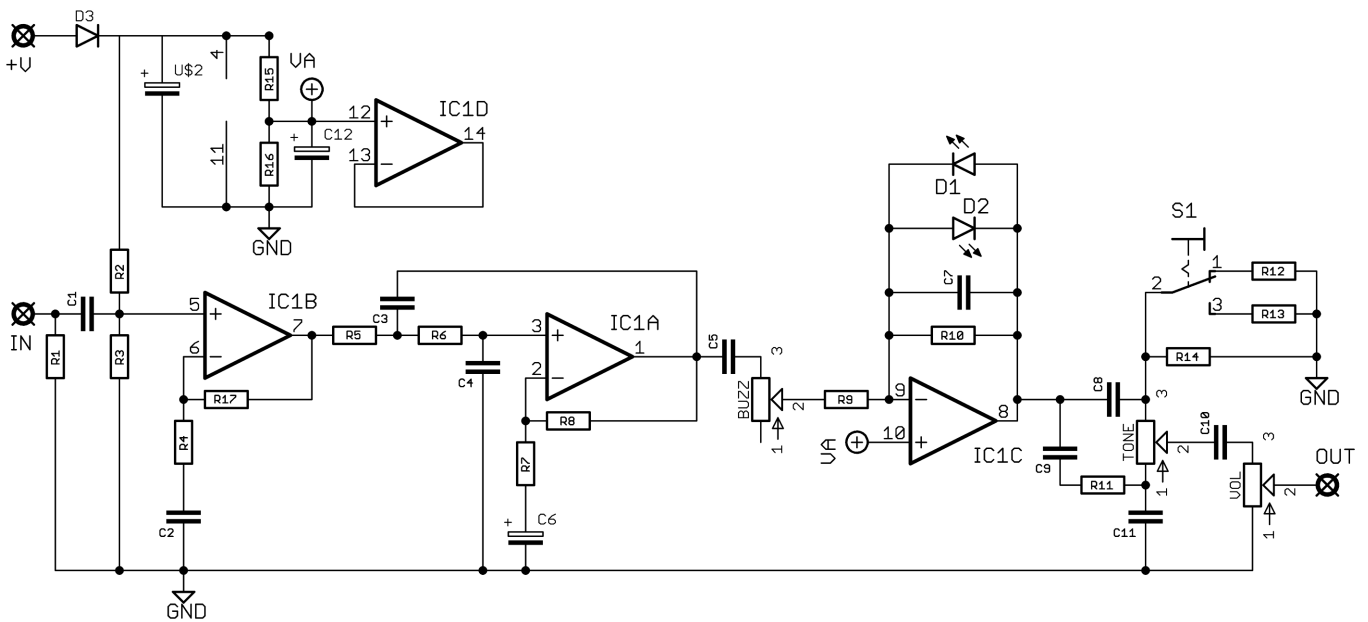 D3
+V
+ U$2
4
11
R15
R16
VA
+ C12
12
13
IC1D
14
GND
D1
D2
C7
R10
S1
1
2
3
R12
R13
R14
GND
R2
IN
C1
R1
R3
5
6
IC1B
7
R17
R4
C2
GND
R5
C3
R6
C4
3
2
IC1A
1
R8
R7
+ C6
C5
3
BUZZ
2
1
R9
VA
9
10
IC1C
8
C9
R11
C8
3
TONE
2
1
C11
C10
3
VOL
2
1
OUT